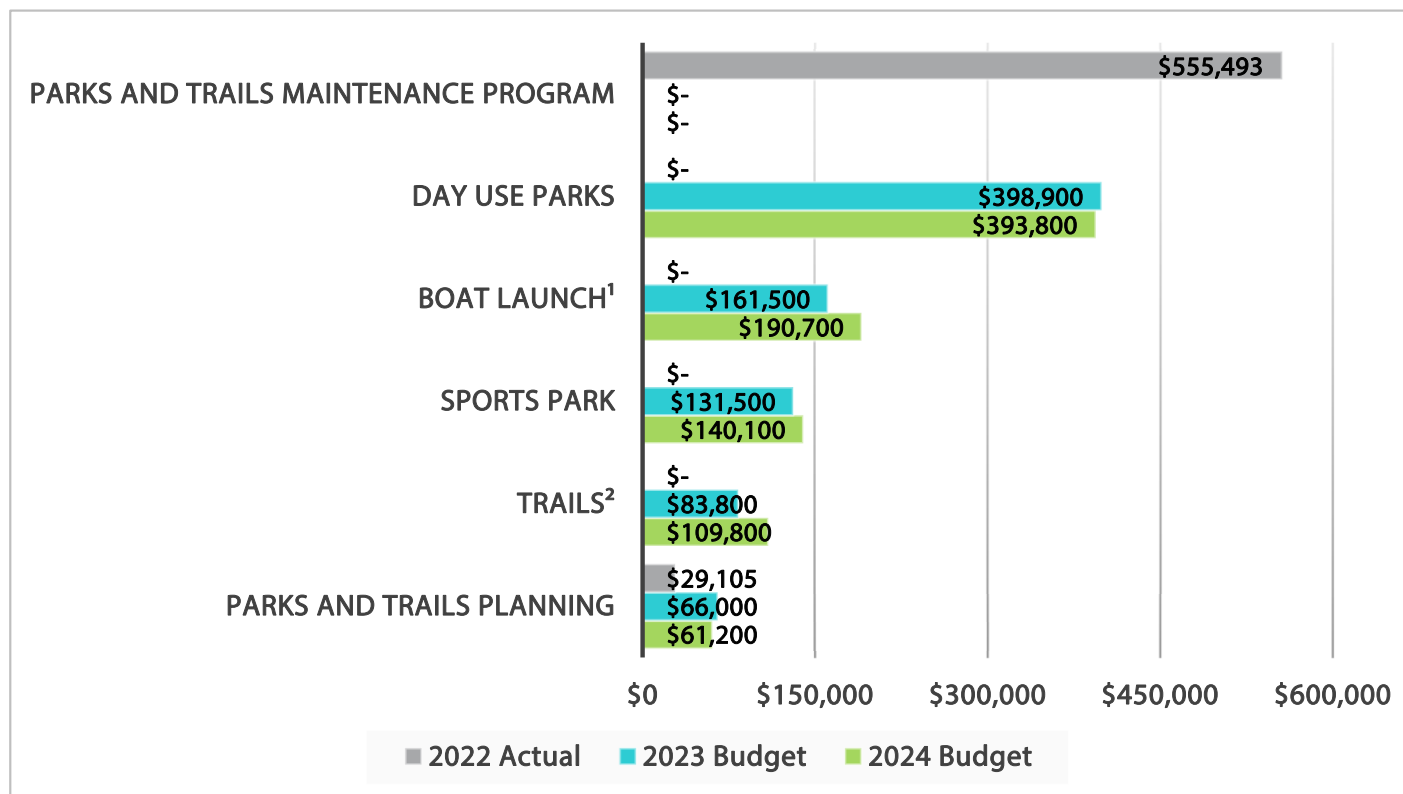 $555,493
PARKS AND TRAILS MAINTENANCE PROGRAM
$-
$-
$-
DAY USE PARKS
$398,900
$393,800
$-
BOAT LAUNCH¹
$161,500
$190,700
$-
SPORTS PARK
$131,500
$140,100
$-
TRAILS²
$83,800
$109,800
$29,105
PARKS AND TRAILS PLANNING
$66,000
$61,200
$0 $150,000 $300,000 $450,000 $600,000
2022 Actual 2023 Budget 2024 Budget